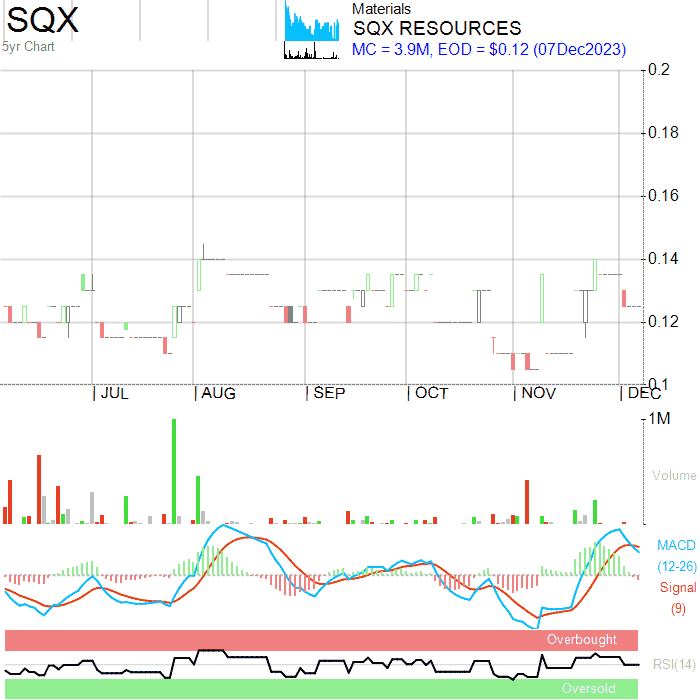 SQX
5yr Chart
Materials
SQX RESOURCES
MC = 3.9M, EOD = $0.12 (07Dec2023)
0.2
0.18
0.16
0.14
0.12
0.1
JUL AUG SEP OCT NOV DEC
1M
Volume
MACD
(12-26)
Signal
(9)
Overbought
RSI(14)
Oversold